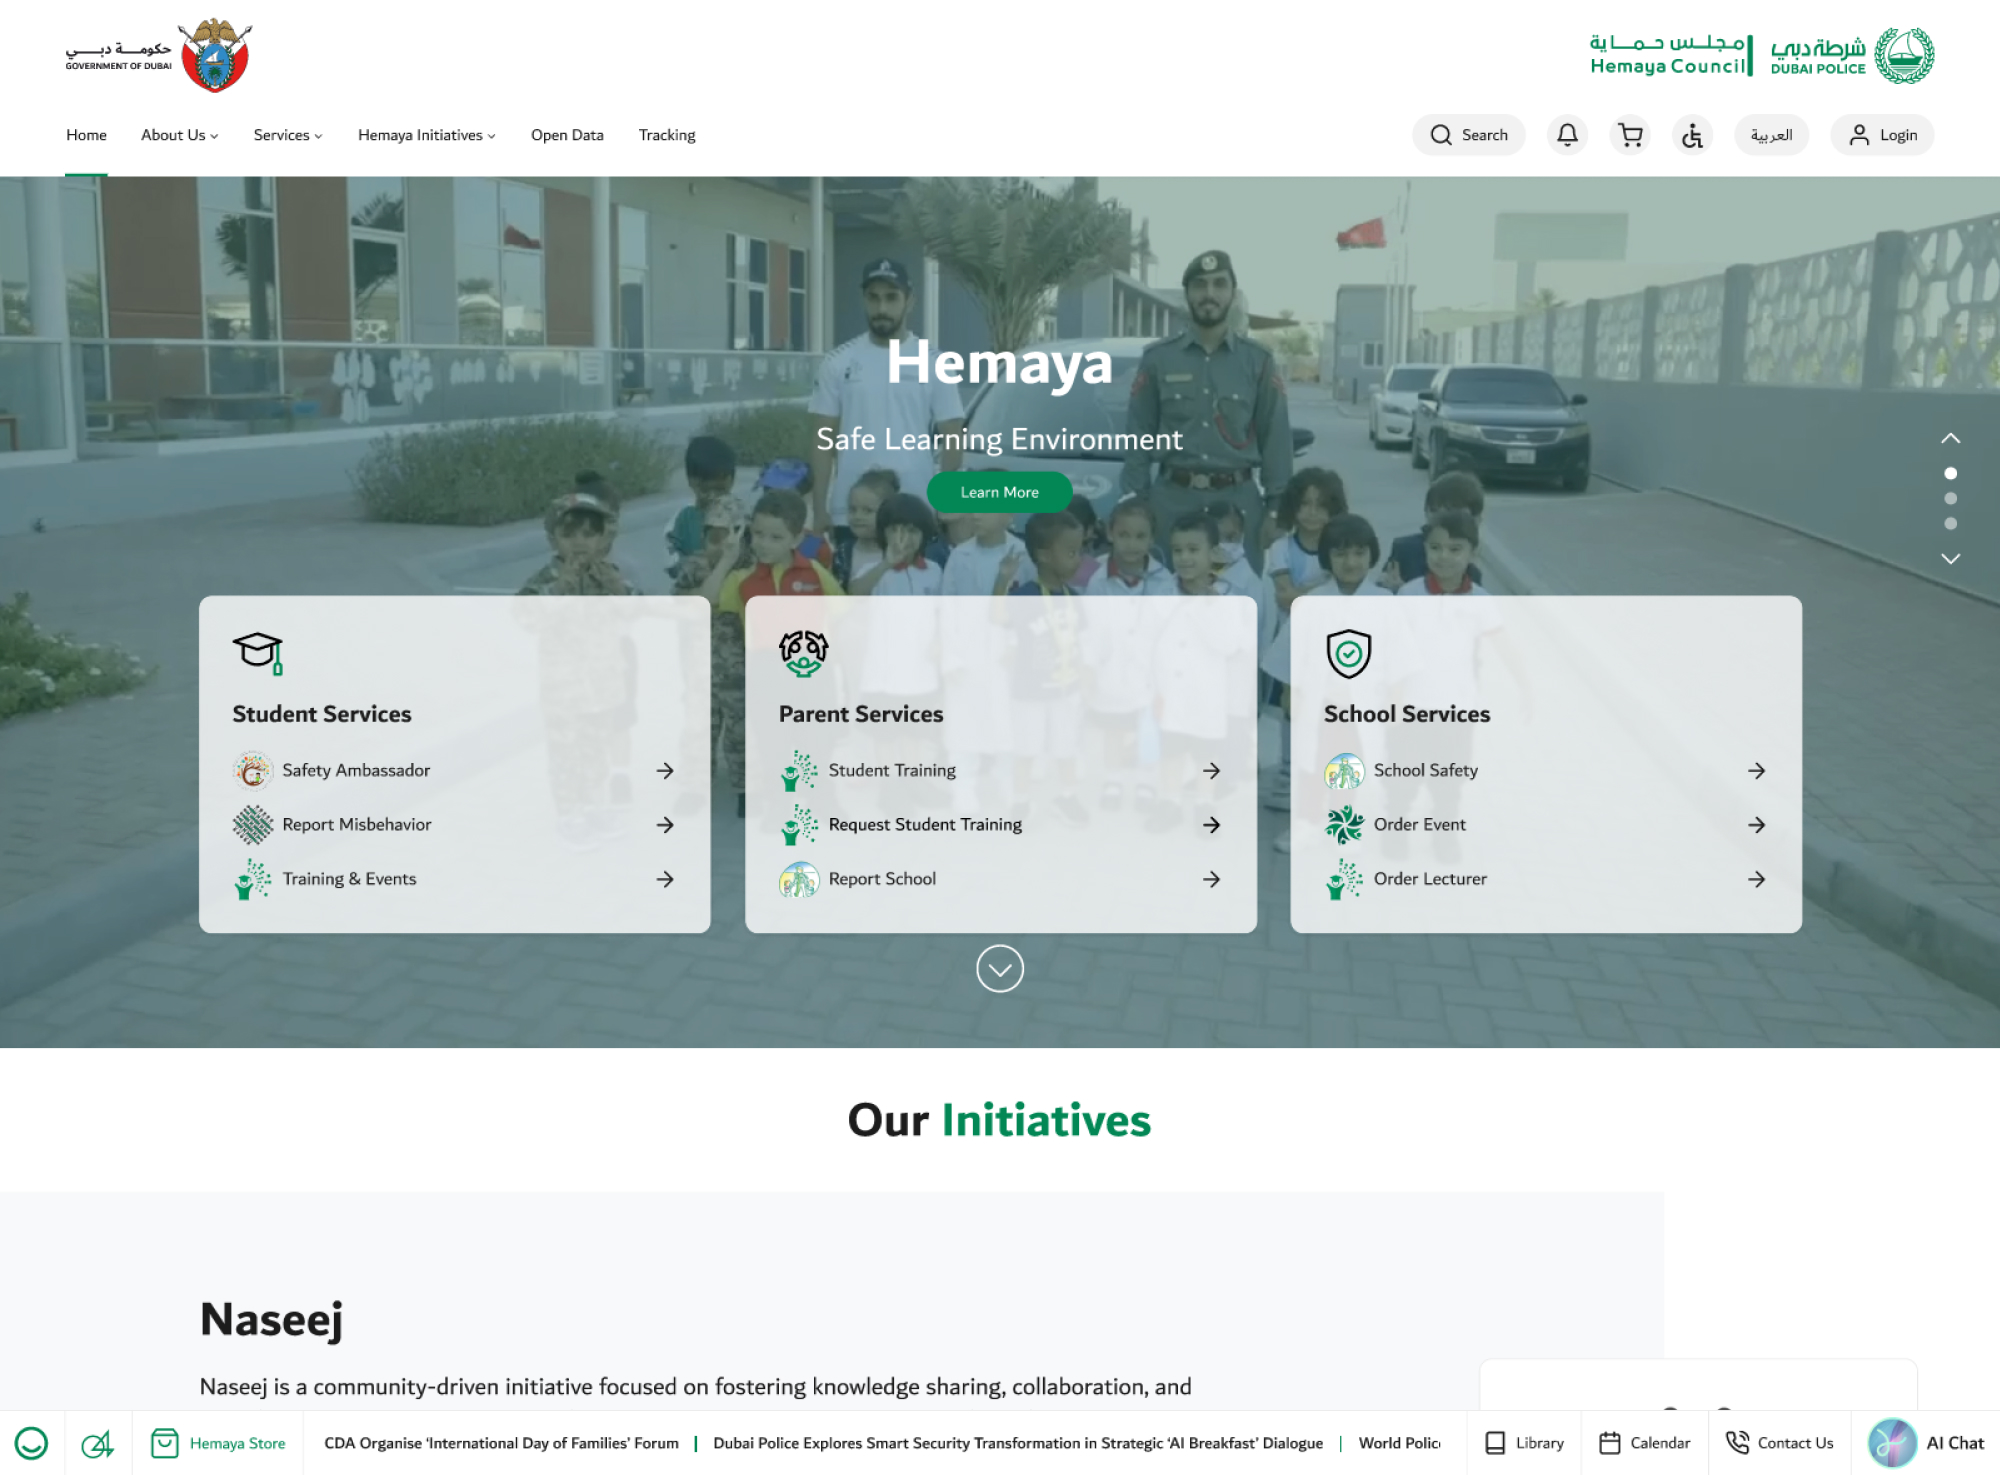 حكومـــة دبـــــي
GOVERNMENT OF DUBAI
مجلـس حـمــايـة
Hemaya Council
شرطة دبي
DUBAI POLICE
Home
About Us
Services
Hemaya Initiatives
Open Data
Tracking
Search
العربية
Login
Hemaya
Safe Learning Environment
Learn More
Student Services
Safety Ambassador
Report Misbehavior
Training & Events
Parent Services
Student Training
Request Student Training
Report School
School Services
School Safety
Order Event
Order Lecturer
Our Initiatives
Naseej
Naseej is a community-driven initiative focused on fostering knowledge sharing, collaboration, and
Hemaya Store
CDA Organise ‘International Day of Families’ Forum
Dubai Police Explores Smart Security Transformation in Strategic ‘AI Breakfast’ Dialogue
World Polic
Library
Calendar
Contact Us
AI Chat